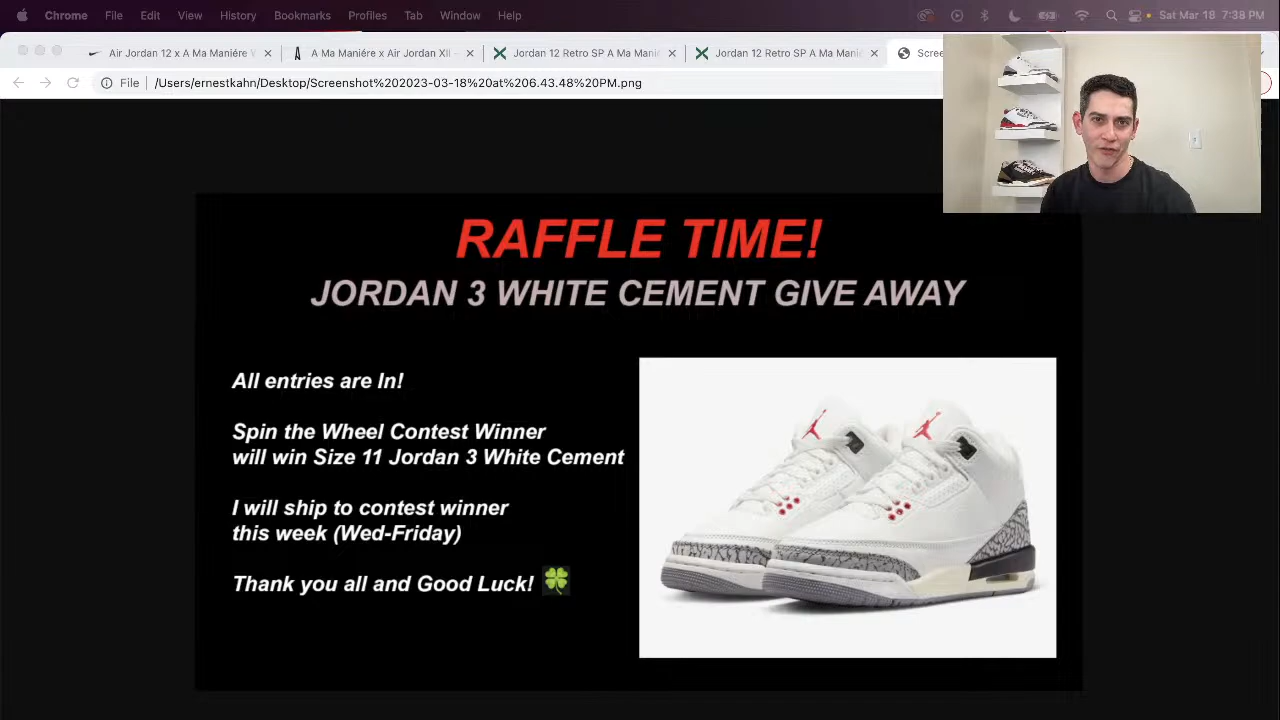 Chrome File Edit View History Bookmarks Profiles Tab Window Help Sat Mar 18 7:38 PM
Air Jordan 12 x A Ma Maniére A Ma Maniére x Air Jordan XII – Jordan 12 Retro SP A Ma Mani Jordan 12 Retro SP A Ma Mani Scree
File /Users/ernestkahn/Desktop/Screenshot%202023-03-18%20at%206.43.48%20PM.png
RAFFLE TIME!
JORDAN 3 WHITE CEMENT GIVE AWAY
All entries are In!
Spin the Wheel Contest Winner
will win Size 11 Jordan 3 White Cement
I will ship to contest winner
this week (Wed-Friday)
Thank you all and Good Luck!